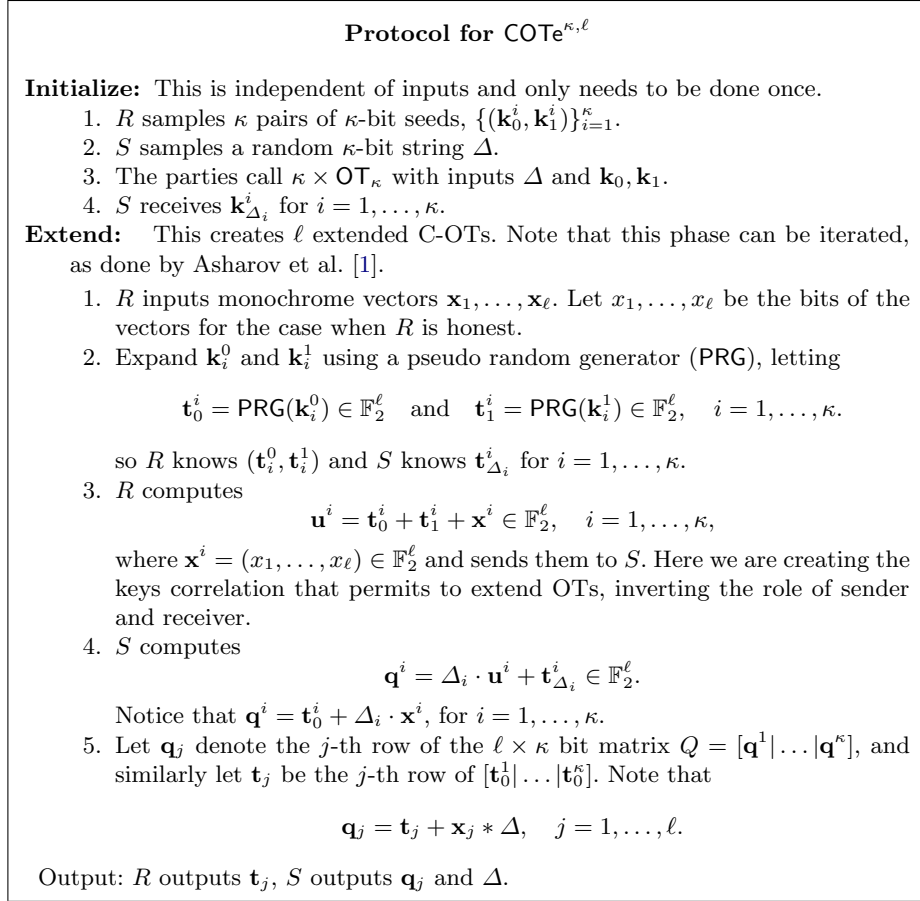 Protocol for COTe^{κ,ℓ}
Initialize: This is independent of inputs and only needs to be done once.
1. R samples κ pairs of κ-bit seeds, {(k_0^i, k_1^i)}_{i=1}^κ.
2. S samples a random κ-bit string Δ.
3. The parties call κ × OT_κ with inputs Δ and k_0, k_1.
4. S receives k_{Δ_i}^i for i = 1, . . . , κ.
Extend: This creates ℓ extended C-OTs. Note that this phase can be iterated,
as done by Asharov et al. [1].
1. R inputs monochrome vectors x_1, . . . , x_ℓ. Let x_1, . . . , x_ℓ be the bits of the
vectors for the case when R is honest.
2. Expand k_i^0 and k_i^1 using a pseudo random generator (PRG), letting
t_0^i = PRG(k_i^0) ∈ 𝔽_2^ℓ and t_1^i = PRG(k_i^1) ∈ 𝔽_2^ℓ, i = 1, . . . , κ.
so R knows (t_i^0, t_i^1) and S knows t_{Δ_i}^i for i = 1, . . . , κ.
3. R computes
u^i = t_0^i + t_1^i + x^i ∈ 𝔽_2^ℓ, i = 1, . . . , κ,
where x^i = (x_1, . . . , x_ℓ) ∈ 𝔽_2^ℓ and sends them to S. Here we are creating the
keys correlation that permits to extend OTs, inverting the role of sender
and receiver.
4. S computes
q^i = Δ_i · u^i + t_{Δ_i}^i ∈ 𝔽_2^ℓ.
Notice that q^i = t_0^i + Δ_i · x^i, for i = 1, . . . , κ.
5. Let q_j denote the j-th row of the ℓ × κ bit matrix Q = [q^1| . . . |q^κ], and
similarly let t_j be the j-th row of [t_0^1| . . . |t_0^κ]. Note that
q_j = t_j + x_j * Δ, j = 1, . . . , ℓ.
Output: R outputs t_j, S outputs q_j and Δ.